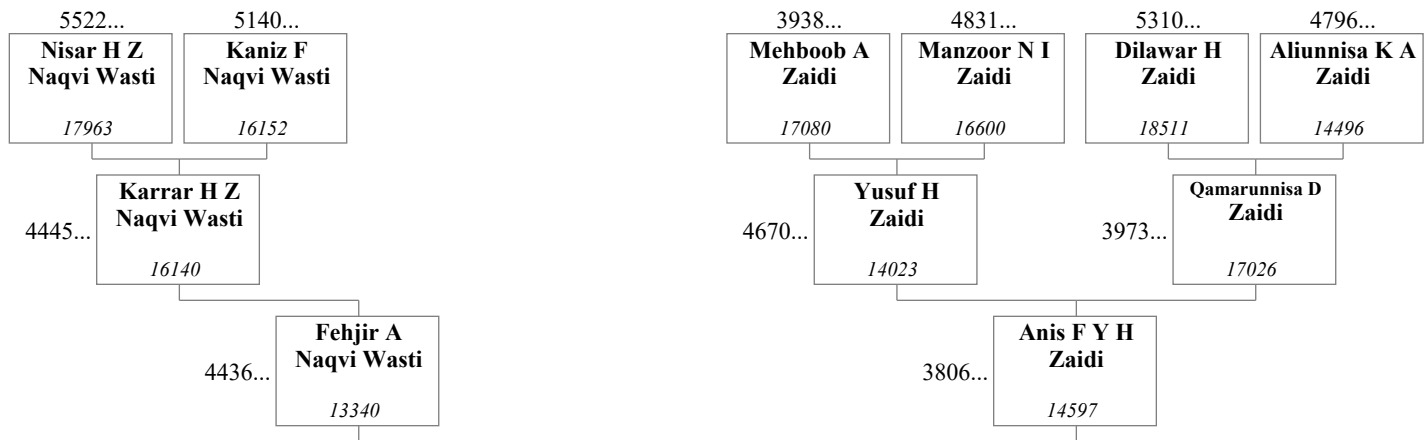 5522... 5140... 3938... 4831... 5310... 4796...
Nisar H Z
Naqvi Wasti
17963
Kaniz F
Naqvi Wasti
16152
Mehboob A
Zaidi
17080
Manzoor N I
Zaidi
16600
Dilawar H
Zaidi
18511
Aliunnisa K A
Zaidi
14496
4445...
Karrar H Z
Naqvi Wasti
16140
4670...
Yusuf H
Zaidi
14023
3973...
Qamarunnisa D
Zaidi
17026
4436...
Fehjir A
Naqvi Wasti
13340
3806...
Anis F Y H
Zaidi
14597